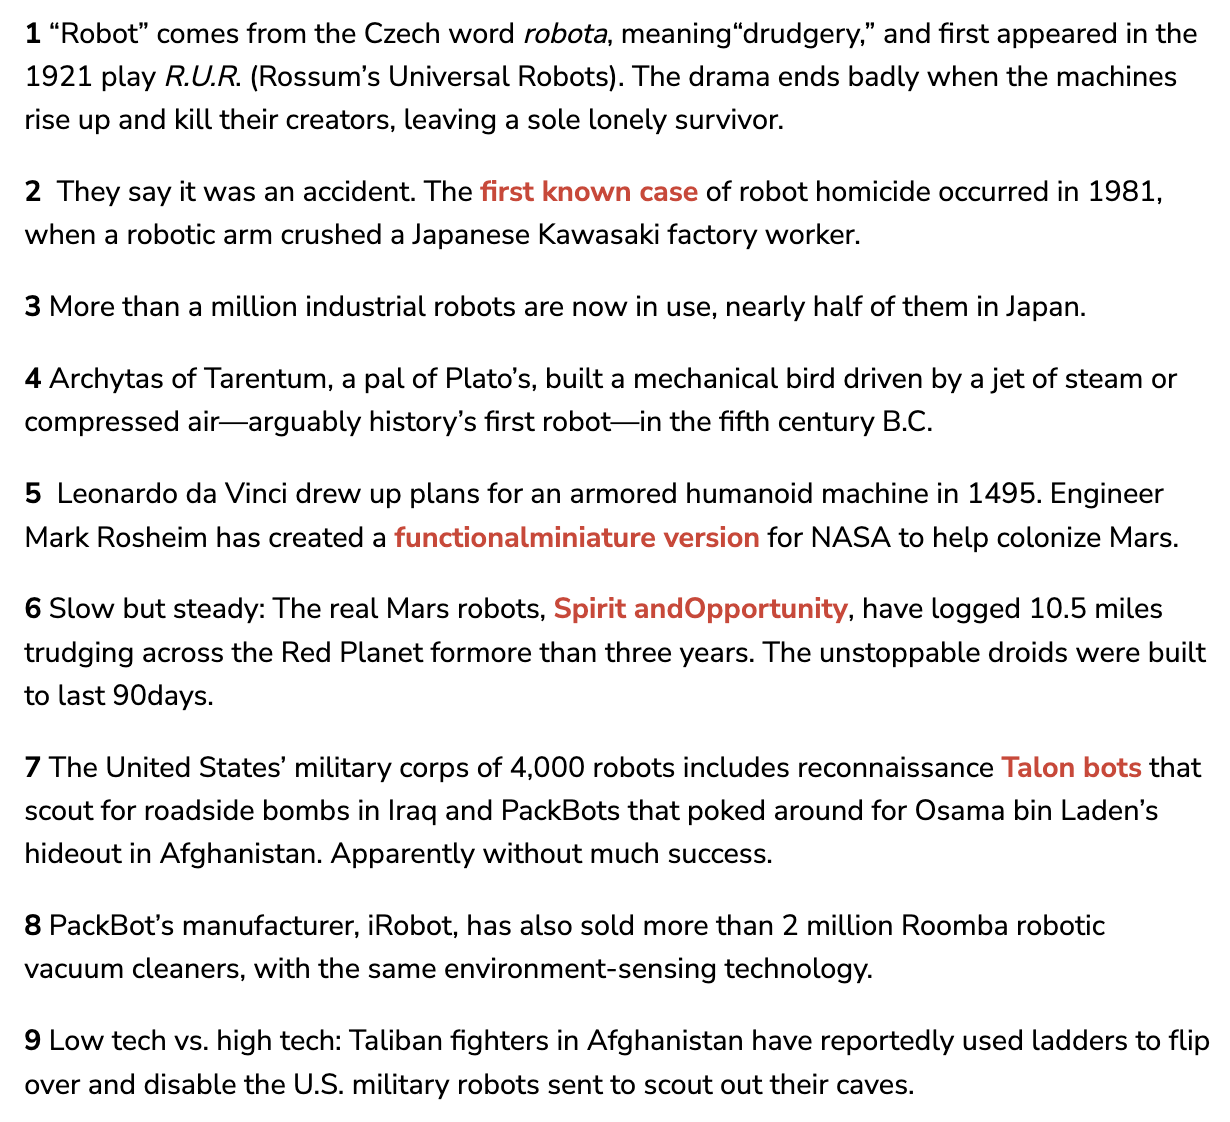 1 “Robot” comes from the Czech word robota, meaning“drudgery,” and first appeared in the
1921 play R.U.R. (Rossum’s Universal Robots). The drama ends badly when the machines
rise up and kill their creators, leaving a sole lonely survivor.
2 They say it was an accident. The first known case of robot homicide occurred in 1981,
when a robotic arm crushed a Japanese Kawasaki factory worker.
3 More than a million industrial robots are now in use, nearly half of them in Japan.
4 Archytas of Tarentum, a pal of Plato’s, built a mechanical bird driven by a jet of steam or
compressed air—arguably history’s first robot—in the fifth century B.C.
5 Leonardo da Vinci drew up plans for an armored humanoid machine in 1495. Engineer
Mark Rosheim has created a functionalminiature version for NASA to help colonize Mars.
6 Slow but steady: The real Mars robots, Spirit andOpportunity, have logged 10.5 miles
trudging across the Red Planet formore than three years. The unstoppable droids were built
to last 90days.
7 The United States’ military corps of 4,000 robots includes reconnaissance Talon bots that
scout for roadside bombs in Iraq and PackBots that poked around for Osama bin Laden’s
hideout in Afghanistan. Apparently without much success.
8 PackBot’s manufacturer, iRobot, has also sold more than 2 million Roomba robotic
vacuum cleaners, with the same environment-sensing technology.
9 Low tech vs. high tech: Taliban fighters in Afghanistan have reportedly used ladders to flip
over and disable the U.S. military robots sent to scout out their caves.